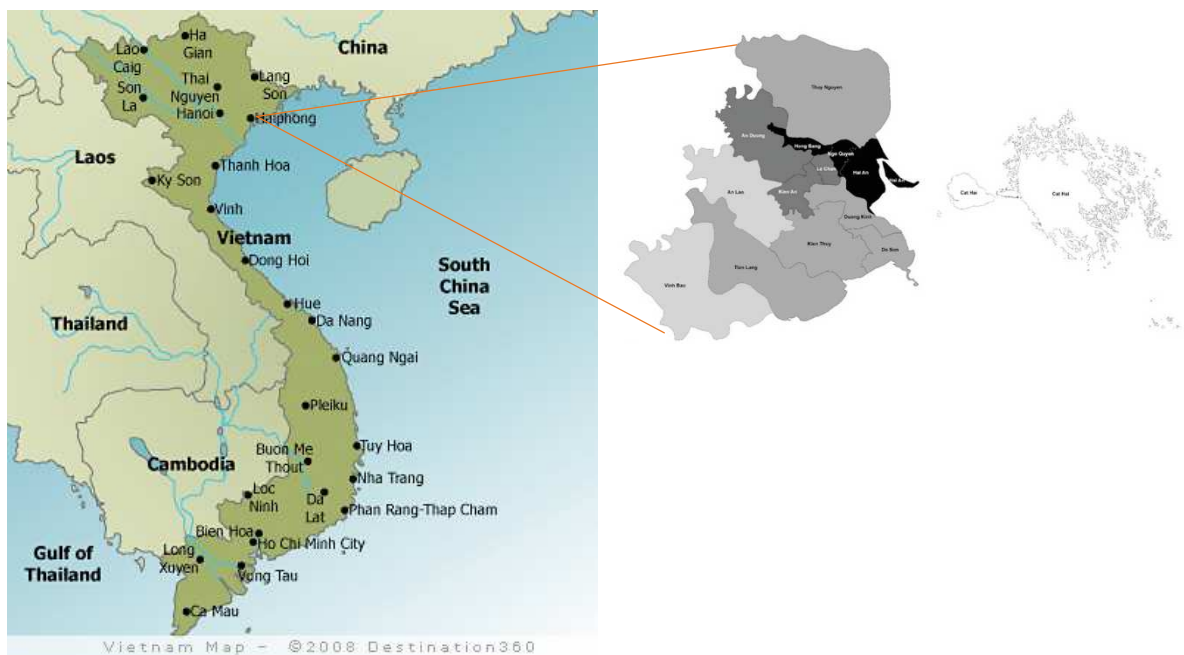 Ha
Gian
China
Lao
Caig
Lang
Son
Thai
Nguyen
Son
La
Hanoi
Haiphong
Laos
Thanh Hoa
Ky Son
Vinh
Vietnam
Dong Hoi
South
China
Sea
Hue
Thailand
Da Nang
Quang Ngai
Pleiku
Tuy Hoa
Buon Me
Thout
Cambodia
Nha Trang
Loc
Ninh
Da
Lat
Phan Rang-Thap Cham
Bien Hoa
Ho Chi Minh City
Gulf of
Thailand
Long
Xuyen
Vung Tau
Ca Mau
Vietnam Map - ©2008 Destination360
Thuy Nguyen
An Duong
Hong Bang
Ngo Quyen
Le Chan
Hai An
Hai An
Kien An
An Lao
Cat Hai
Cat Hai
Duong Kinh
Kien Thuy
Do Son
Tien Lang
Vinh Bao